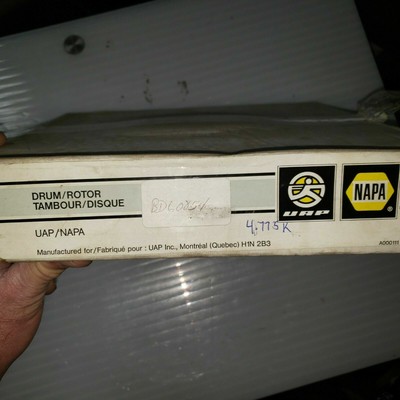 DRUM/ROTOR
TAMBOUR/DISQUE
UAP/NAPA
Manufactured for/Fabriqué pour : UAP Inc., Montréal (Quebec) H1N 2B3
UAP
NAPA
®
4.775K